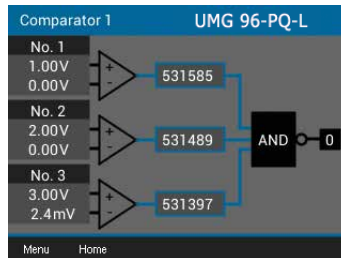 Comparator 1 UMG 96-PQ-L
No. 1
1.00V
0.00V
531585
No. 2
2.00V
0.00V
531489
AND
0
No. 3
3.00V
2.4mV
531397
+
-
+
-
+
-
Menu Home